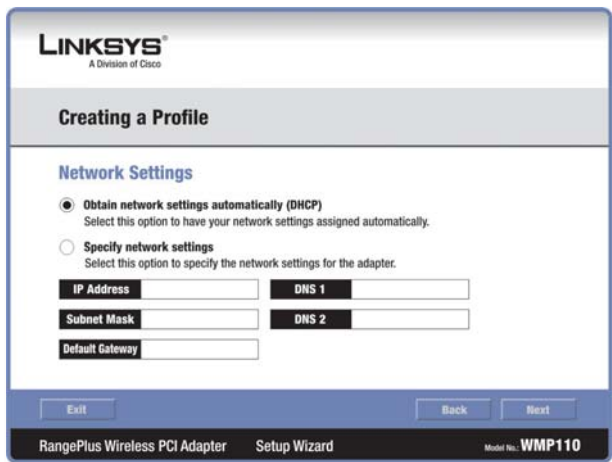 LINKSYS®
A Division of Cisco
Creating a Profile
Network Settings
Obtain network settings automatically (DHCP)
Select this option to have your network settings assigned automatically.
Specify network settings
Select this option to specify the network settings for the adapter.
IP Address DNS 1
Subnet Mask DNS 2
Default Gateway
Exit Back Next
RangePlus Wireless PCI Adapter Setup Wizard Model No.: WMP110